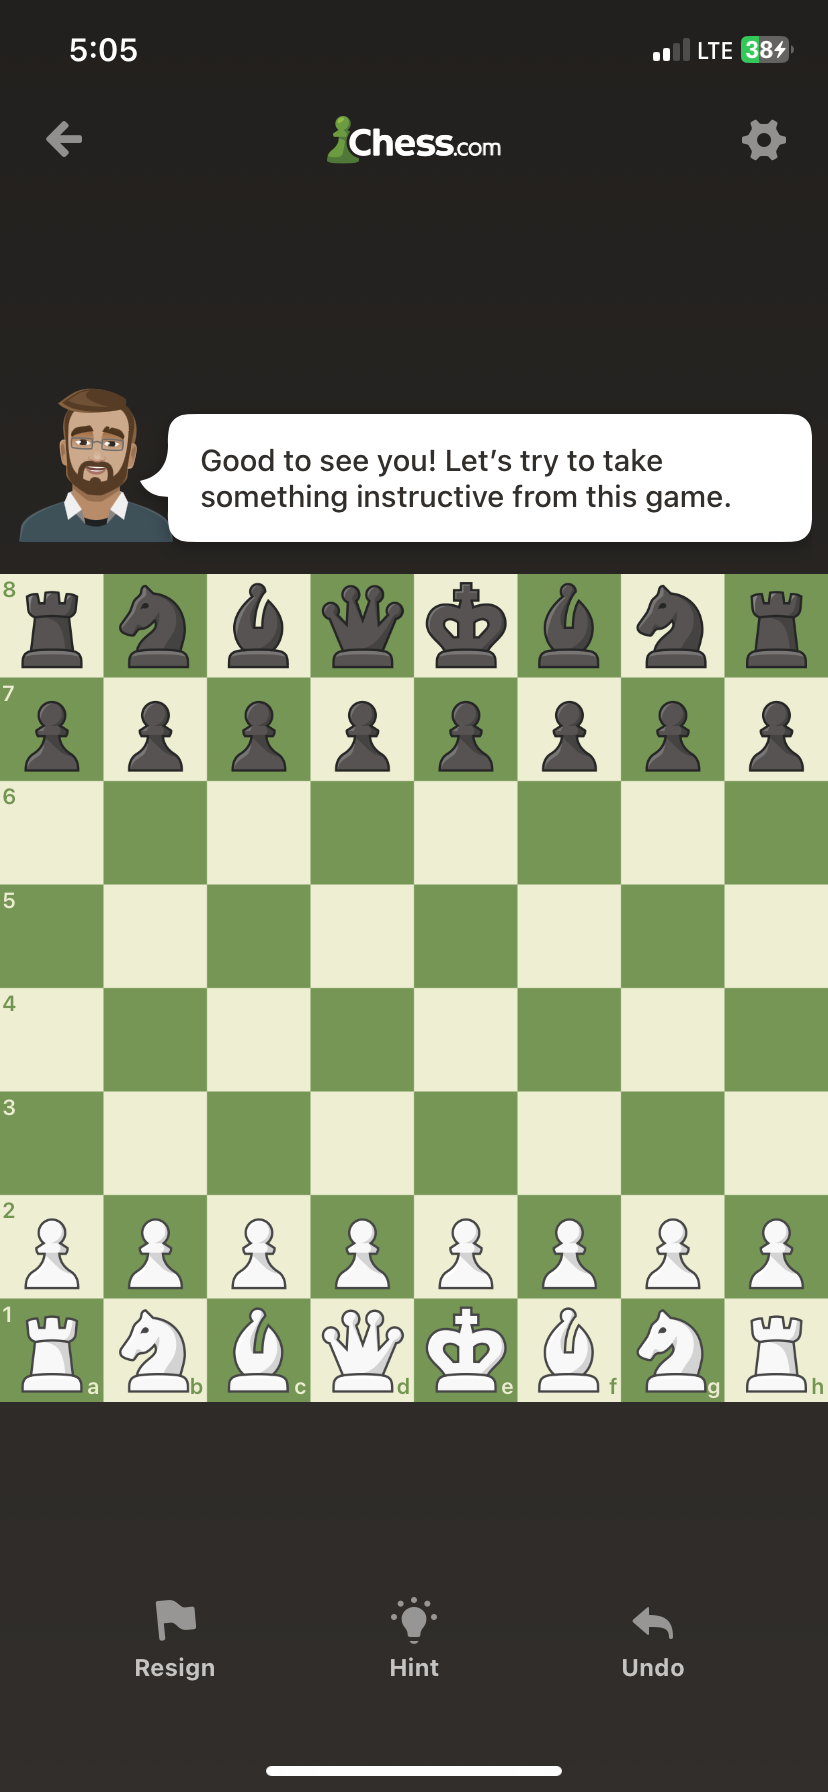 5:05
LTE 38
Chess.com
Good to see you! Let’s try to take
something instructive from this game.
8
7
6
5
4
3
2
1
a b c d e f g h
Resign Hint Undo